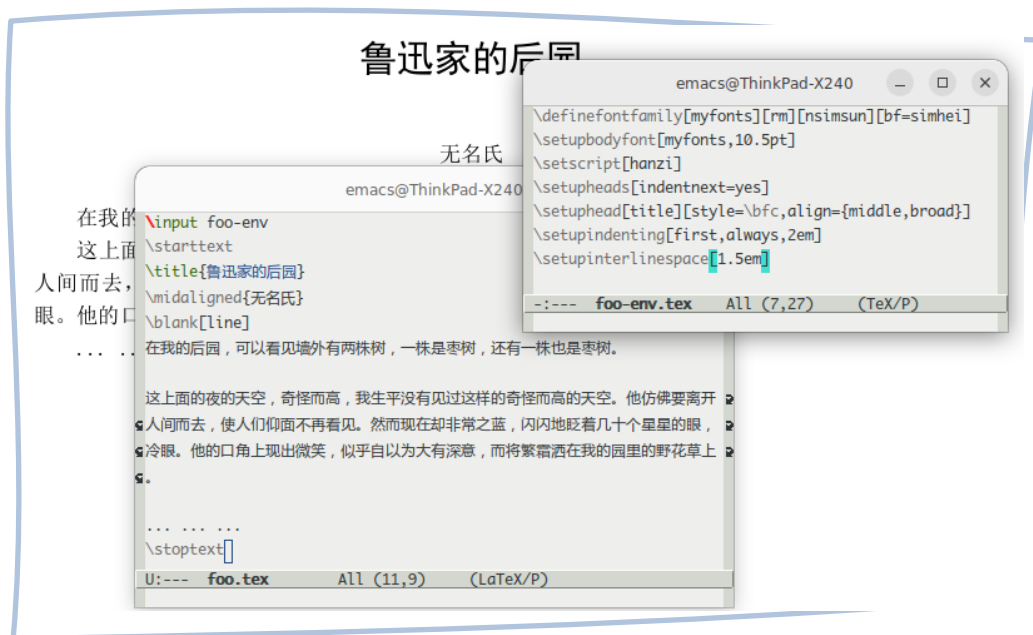 鲁迅家的后园
无名氏
在我的
这上面
人间而去，
眼。他的口
... ..
emacs@ThinkPad-X240
\definefontfamily[myfonts][rm][nsimsun][bf=simhei]
\setupbodyfont[myfonts,10.5pt]
\setscript[hanzi]
\setupheads[indentnext=yes]
\setuphead[title][style=\bfc,align={middle,broad}]
\setupindenting[first,always,2em]
\setupinterlinespace[1.5em]
-:--- foo-env.tex All (7,27) (TeX/P)
emacs@ThinkPad-X240
\input foo-env
\starttext
\title{鲁迅家的后园}
\midaligned{无名氏}
\blank[line]
在我的后园，可以看见墙外有两株树，一株是枣树，还有一株也是枣树。
这上面的夜的天空，奇怪而高，我生平没有见过这样的奇怪而高的天空。他仿佛要离开
人间而去，使人们仰面不再看见。然而现在却非常之蓝，闪闪地眨着几十个星星的眼，
冷眼。他的口角上现出微笑，似乎自以为大有深意，而将繁霜洒在我的园里的野花草上
。
... ... ...
\stoptext
U:--- foo.tex All (11,9) (LaTeX/P)